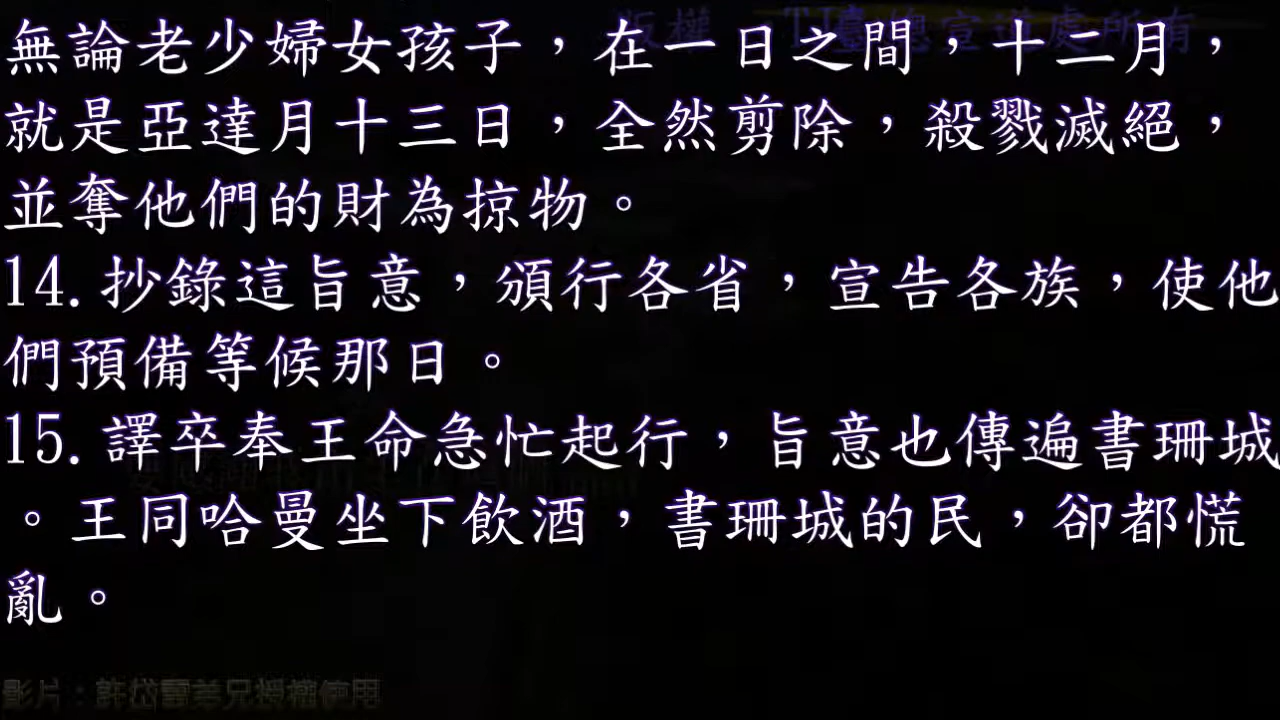 無論老少婦女孩子，在一日之間，十二月，
就是亞達月十三日，全然剪除，殺戮滅絕，
並奪他們的財為掠物。
14.抄錄這旨意，頒行各省，宣告各族，使他
們預備等候那日。
15.譯卒奉王命急忙起行，旨意也傳遍書珊城
。王同哈曼坐下飲酒，書珊城的民，卻都慌
亂。